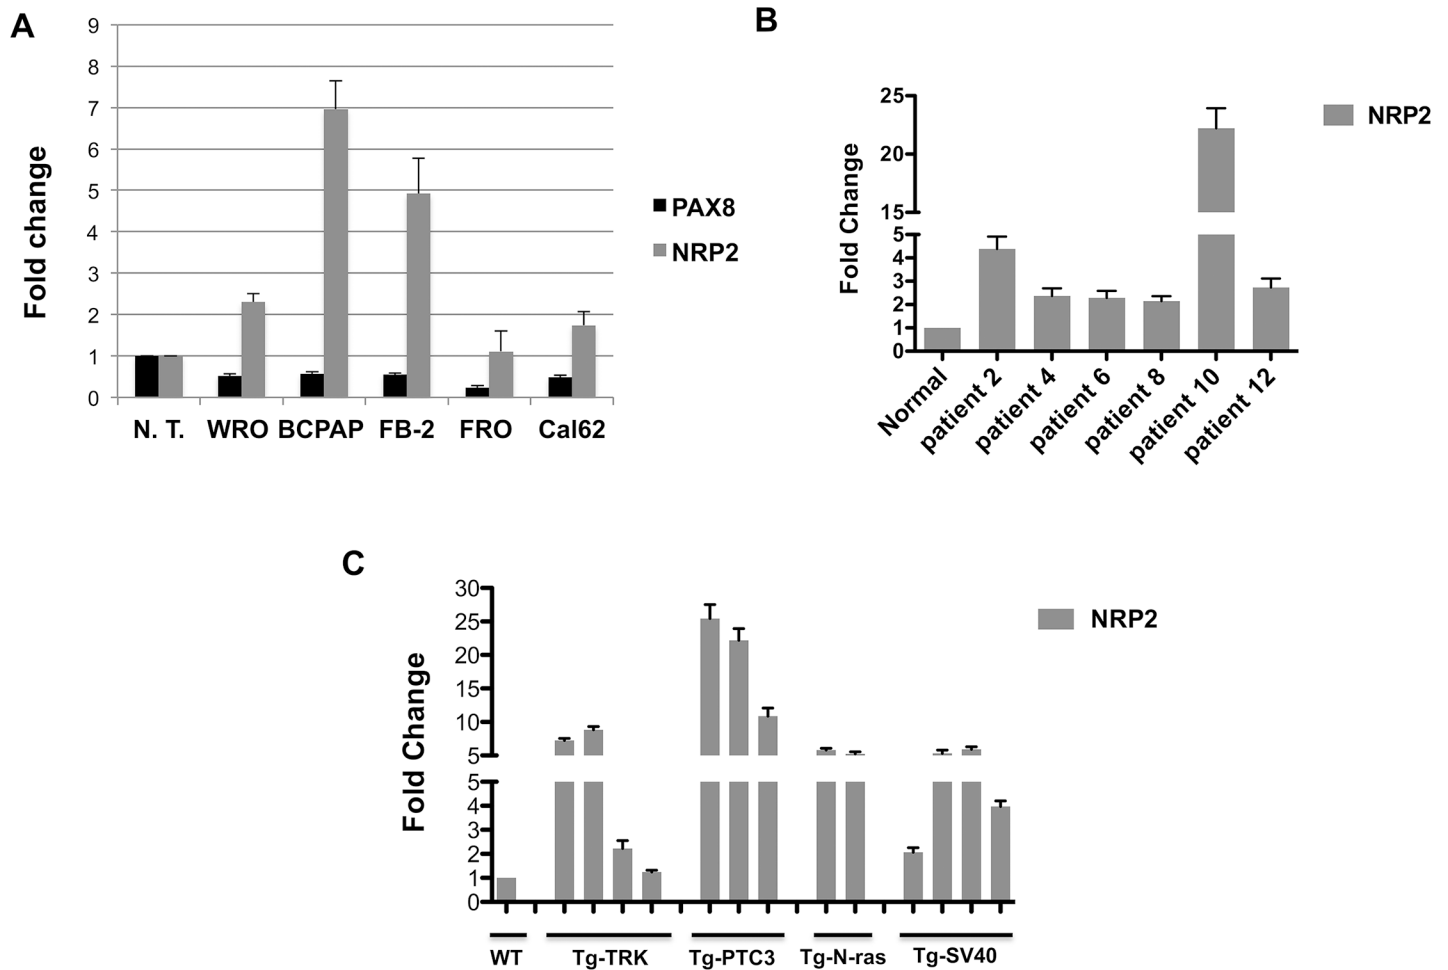 A
9
8
7
6
5
4
3
2
1
0
Fold change
N. T. WRO BCPAP FB-2 FRO Cal62
PAX8
NRP2
B
25
20
15
5
4
3
2
1
0
Fold Change
Normal
patient 2
patient 4
patient 6
patient 8
patient 10
patient 12
NRP2
C
30
25
20
15
10
5
5
4
3
2
1
0
Fold Change
WT Tg-TRK Tg-PTC3 Tg-N-ras Tg-SV40
NRP2